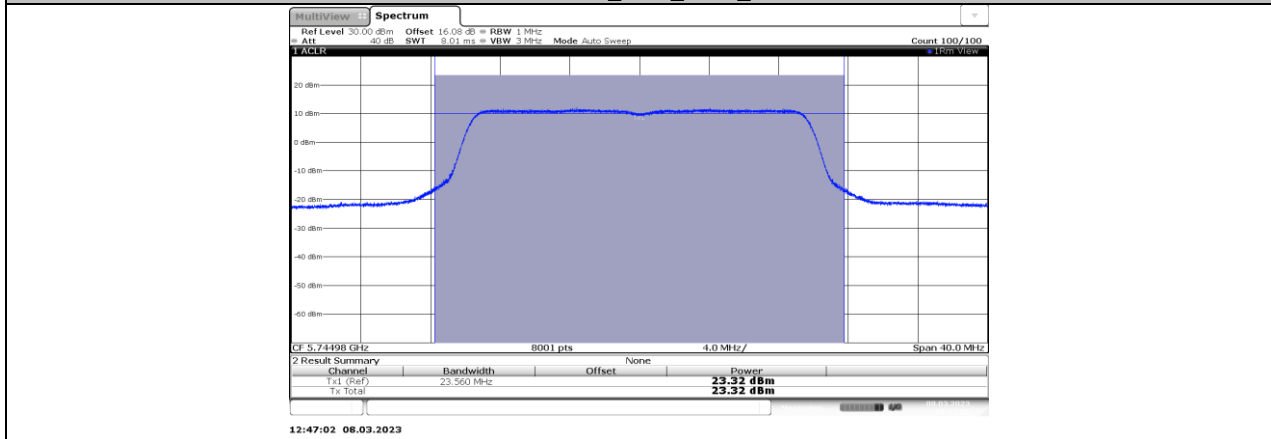 MultiView Spectrum
Ref Level 30.00 dBm Offset 16.08 dB RBW 1 MHz
Att 40 dB SWT 8.01 ms VBW 3 MHz Mode Auto Sweep Count 100/100
1 ACLR 1Rm View
20 dBm
10 dBm
0 dBm
-10 dBm
-20 dBm
-30 dBm
-40 dBm
-50 dBm
-60 dBm
CF 5.74498 GHz 8001 pts 4.0 MHz/ Span 40.0 MHz
2 Result Summary None
Channel Bandwidth Offset Power
Tx1 (Ref) 23.560 MHz 23.32 dBm
Tx Total 23.32 dBm
12:47:02 08.03.2023